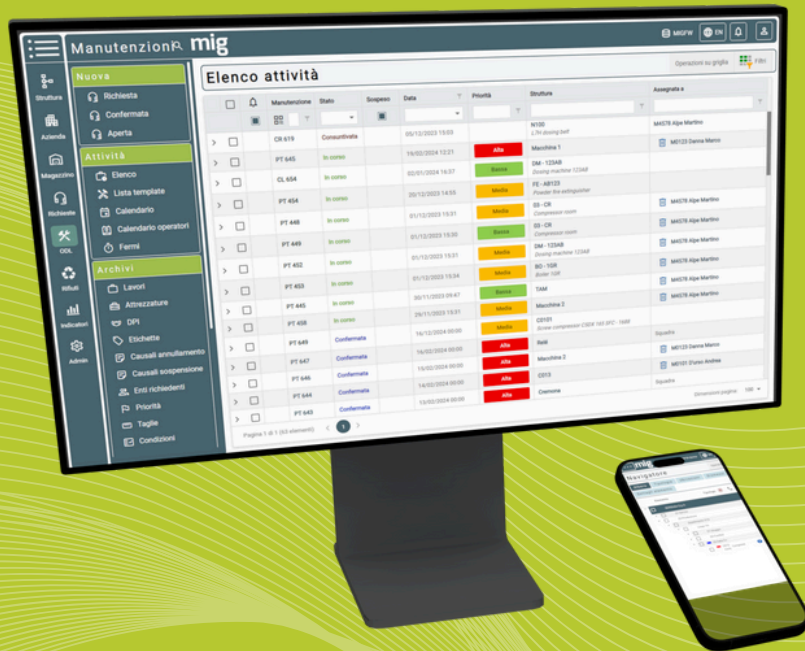 Manutenzioni
mig
MIGFW
EN
Struttura
Azienda
Magazzino
Richieste
ODL
Rifiuti
Indicatori
Admin
Nuova
Richiesta
Confermata
Aperta
Attività
Elenco
Lista template
Calendario
Calendario operatori
Fermi
Archivi
Lavori
Attrezzature
DPI
Etichette
Causali annullamento
Causali sospensione
Enti richiedenti
Priorità
Taglie
Condizioni
Elenco attività
Operazioni su griglia
Filtri
Manutenzione Stato Sospeso Data Priorità Strutture Assegnata a
CR 619 Consuntivata 05/12/2023 15:03 N100 M4578 Alpe Martino
L7H dosing belt
PT 645 In corso 19/02/2024 12:21 Alta Macchina 1 M0123 Danna Marco
CL 654 In corso 02/01/2024 16:37 Bassa DM - 123AB
Dosing machine 123AB
PT 454 In corso 20/12/2023 14:55 Media FE - AB123
Powder fire extinguisher
PT 448 In corso 01/12/2023 15:31 Media S5 - CR M4578 Alpe Martino
Compressor room
PT 449 In corso 01/12/2023 15:30 Bassa S5 - CR M4578 Alpe Martino
Compressor room
PT 452 In corso 01/12/2023 15:31 Media DM - 123AB M4578 Alpe Martino
Dosing machine 123AB
PT 453 In corso 01/12/2023 15:34 Media BO - 1GR M4578 Alpe Martino
Boiler 1GR
PT 445 In corso 30/11/2023 09:47 Bassa TAM M4578 Alpe Martino
PT 458 In corso 29/11/2023 15:31 Media Macchina 2 M4578 Alpe Martino
PT 649 Confermata 16/12/2024 00:00 Media C0101
Screw compressor
PT 647 Confermata 16/02/2024 00:00 Alta Relè Squadra
PT 646 Confermata 15/02/2024 00:00 Alta Macchina 3 M0123 Danna Marco
PT 644 Confermata 14/02/2024 00:00 Alta C013 M0101 D'urso Andrea
PT 643 Confermata 13/02/2024 00:00 Alta Cremona Squadra
Pagina 1 di 1 (63 elementi) 1
Dimensioni pagina: 100
mig
Navigatore